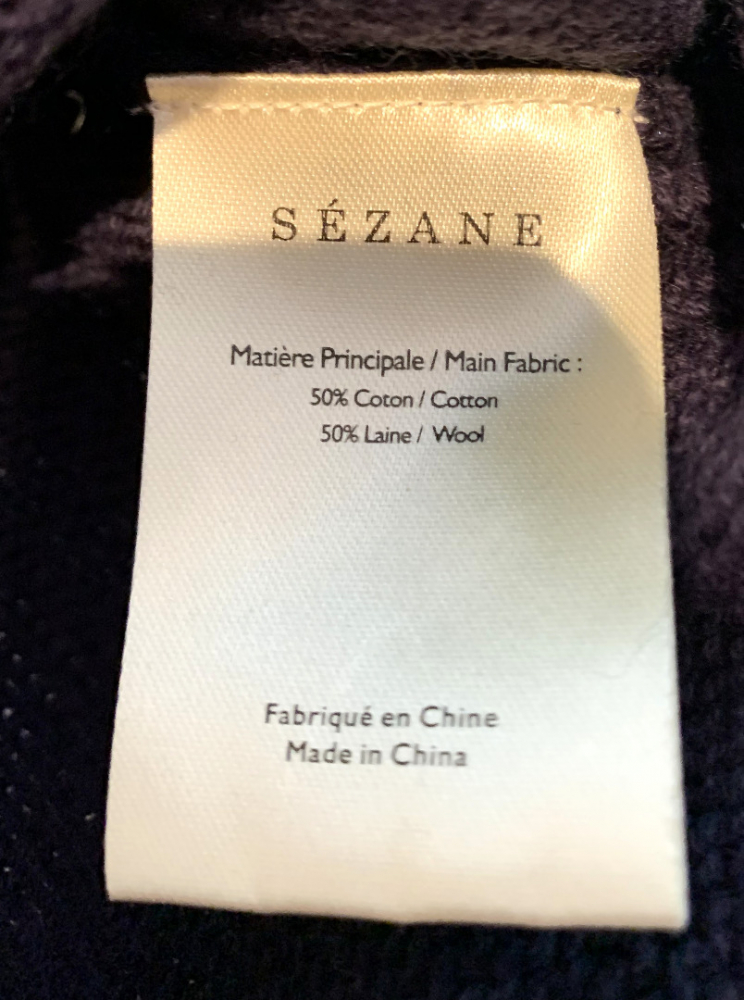 SÉZANE
Matière Principale / Main Fabric :
50% Coton / Cotton
50% Laine / Wool
Fabriqué en Chine
Made in China